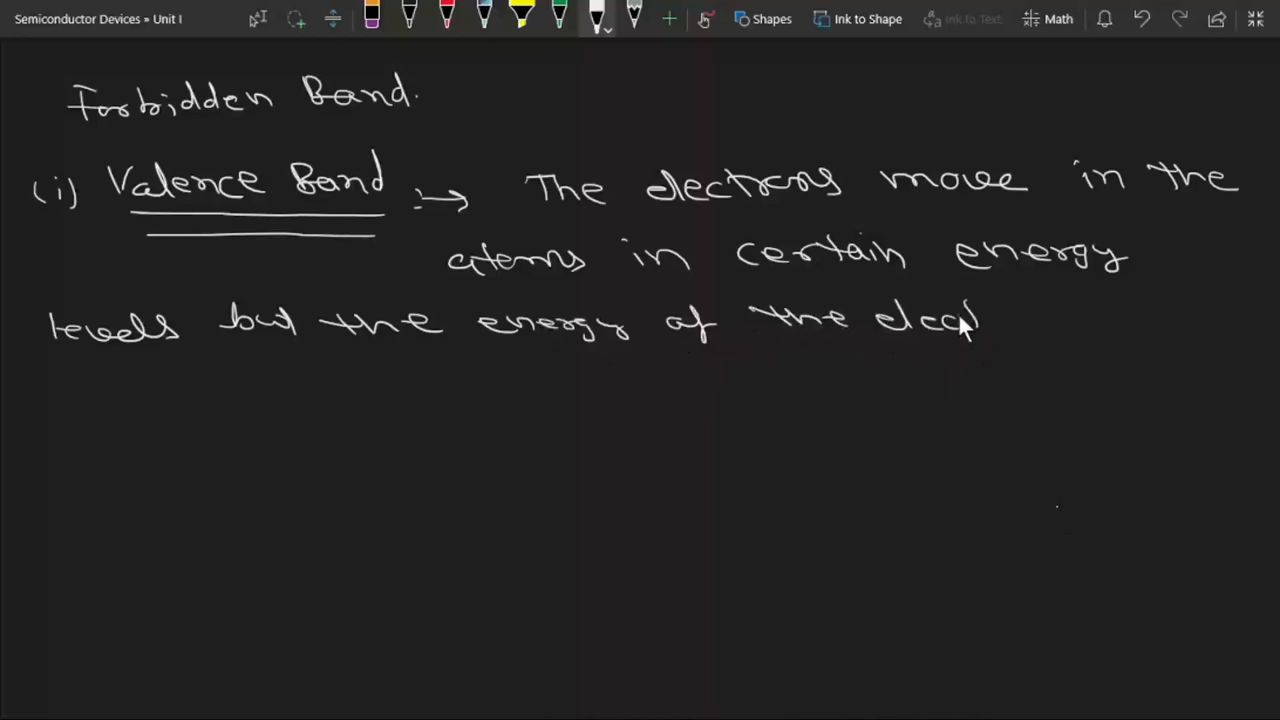 Semiconductor Devices » Unit I
Shapes
Ink to Shape
Ink to Text
Math
Forbidden Band.
(i) Valence Band :→ The electrons move in the
atoms in certain energy
levels but the energy of the elect